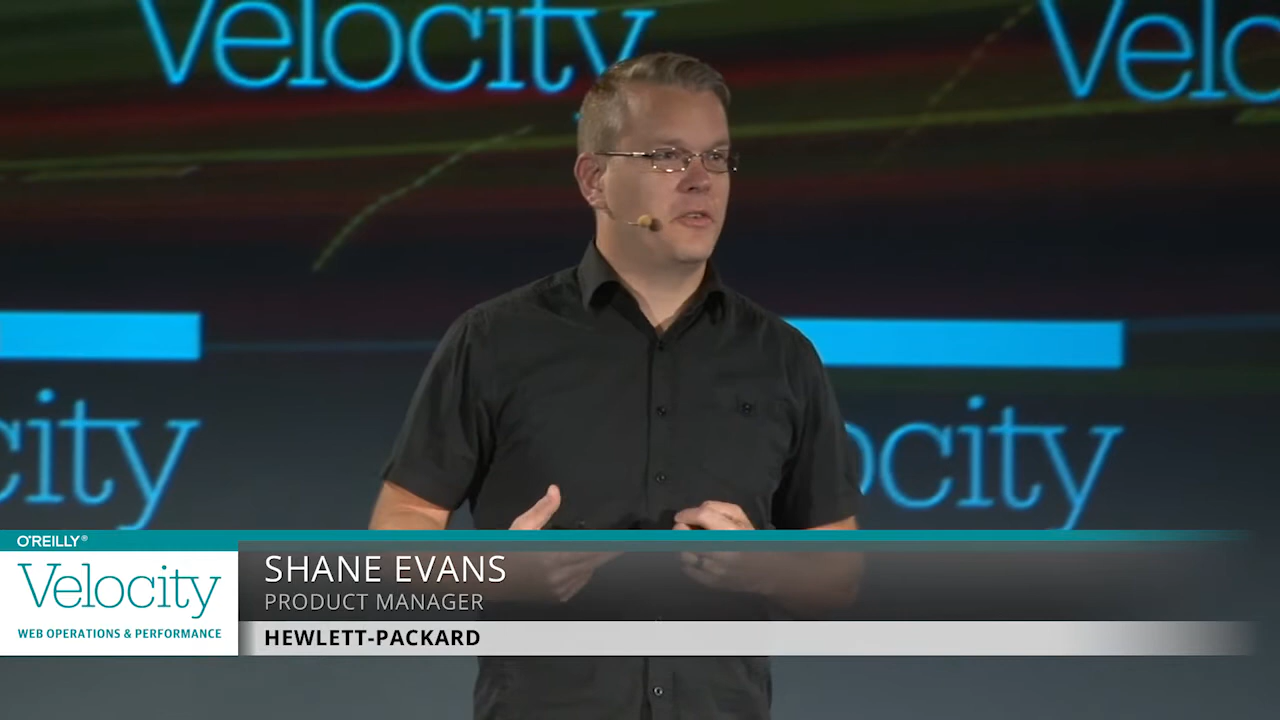 Velocity
Velo
city
ocity
O'REILLY®
Velocity
WEB OPERATIONS & PERFORMANCE
SHANE EVANS
PRODUCT MANAGER
HEWLETT-PACKARD